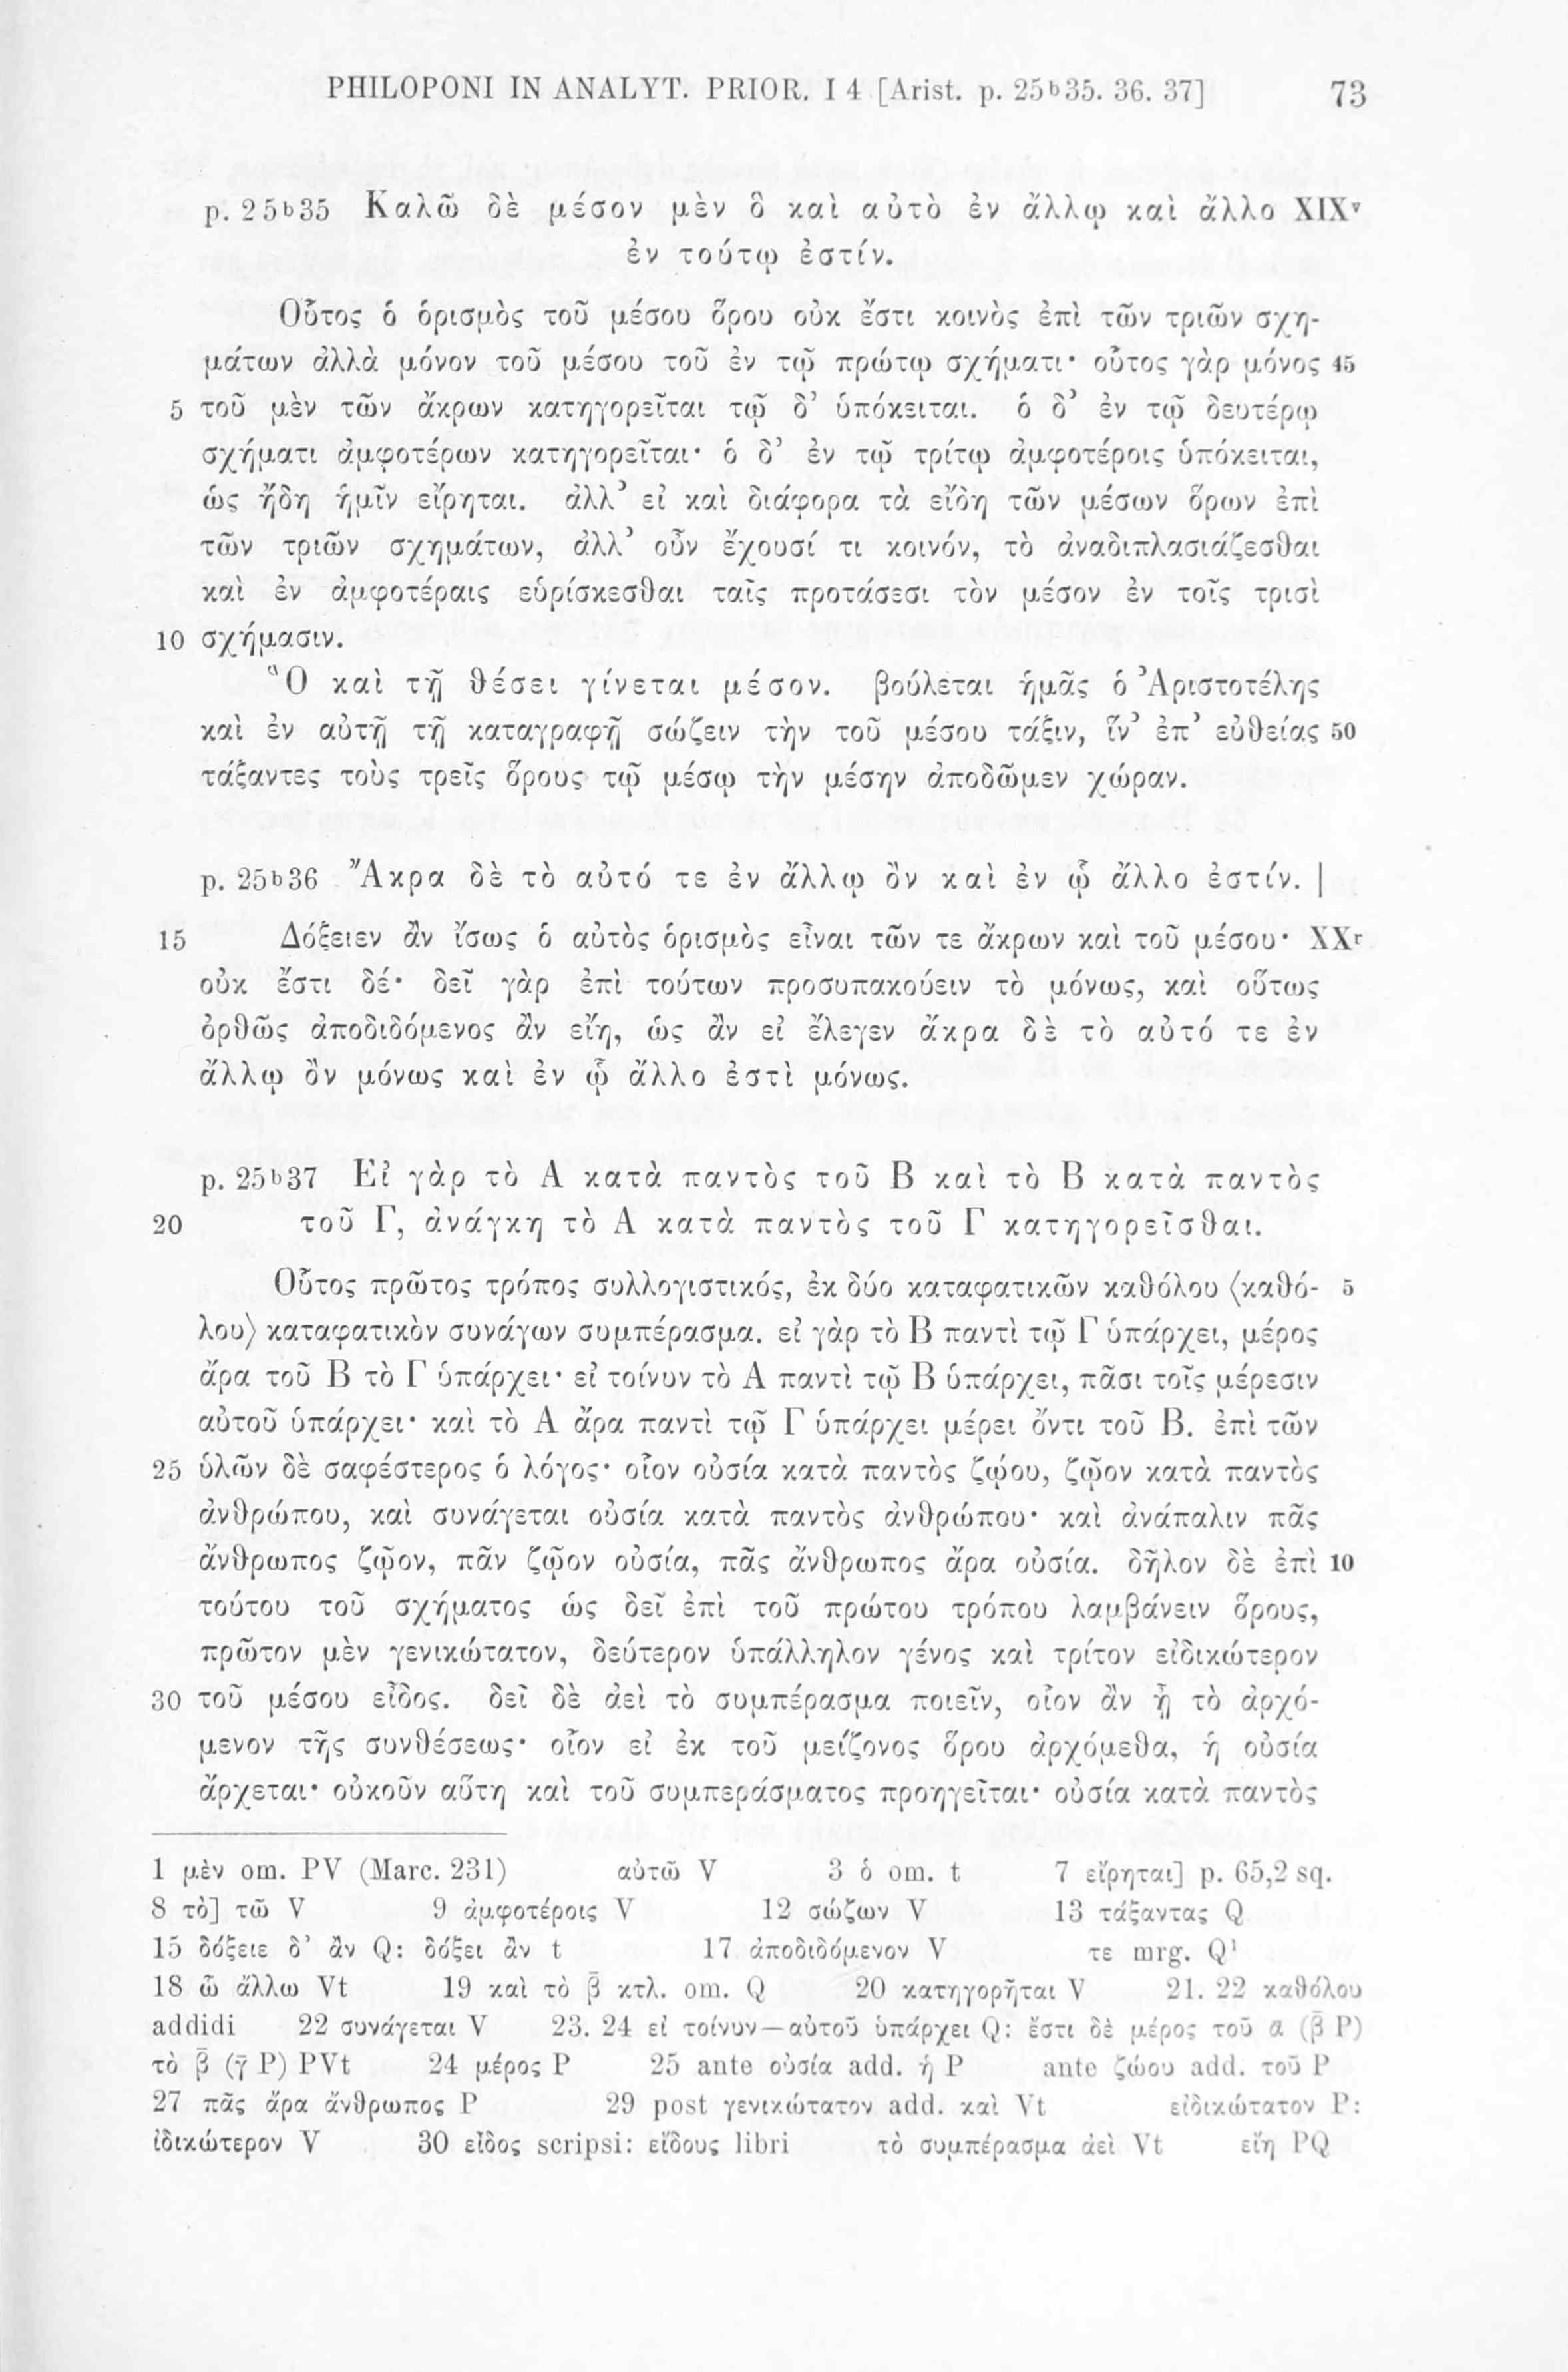 PHILOPONI IN ANALYT. PRIOR. I 4 [Arist. p. 25b35. 36. 37] 73
p. 25b35 Καλῶ δὲ μέσον μὲν ὃ καὶ αὐτὸ ἐν ἄλλῳ καὶ ἄλλο XIXv
ἐν τούτῳ ἐστίν.
Οὗτος ὁ ὁρισμὸς τοῦ μέσου ὅρου οὐκ ἔστι κοινὸς ἐπὶ τῶν τριῶν σχη-
μάτων ἀλλὰ μόνον τοῦ μέσου τοῦ ἐν τῷ πρώτῳ σχήματι· οὗτος γὰρ μόνος 45
5 τοῦ μὲν τῶν ἄκρων κατηγορεῖται τῷ δ’ ὑπόκειται. ὁ δ’ ἐν τῷ δευτέρῳ
σχήματι ἀμφοτέρων κατηγορεῖται· ὁ δ’ ἐν τῷ τρίτῳ ἀμφοτέροις ὑπόκειται,
ὡς ἤδη ἡμῖν εἴρηται. ἀλλ’ εἰ καὶ διάφορα τὰ εἴδη τῶν μέσων ὅρων ἐπὶ
τῶν τριῶν σχημάτων, ἀλλ’ οὖν ἔχουσί τι κοινόν, τὸ ἀναδιπλασιάζεσθαι
καὶ ἐν ἀμφοτέραις εὑρίσκεσθαι ταῖς προτάσεσι τὸν μέσον ἐν τοῖς τρισὶ
10 σχήμασιν.
Ὃ καὶ τῇ θέσει γίνεται μέσον. βούλεται ἡμᾶς ὁ Ἀριστοτέλης
καὶ ἐν αὐτῇ τῇ καταγραφῇ σώζειν τὴν τοῦ μέσου τάξιν, ἵν’ ἐπ’ εὐθείας 50
τάξαντες τοὺς τρεῖς ὅρους τῷ μέσῳ τὴν μέσην ἀποδῶμεν χώραν.
p. 25b36 Ἄκρα δὲ τὸ αὐτό τε ἐν ἄλλῳ ὂν καὶ ἐν ᾧ ἄλλο ἐστίν. |
15 Δόξειεν ἂν ἴσως ὁ αὐτὸς ὁρισμὸς εἶναι τῶν τε ἄκρων καὶ τοῦ μέσου· XXr
οὐκ ἔστι δέ· δεῖ γὰρ ἐπὶ τούτων προσυπακούειν τὸ μόνως, καὶ οὕτως
ὀρθῶς ἀποδιδόμενος ἂν εἴη, ὡς ἂν εἰ ἔλεγεν ἄκρα δὲ τὸ αὐτό τε ἐν
ἄλλῳ ὂν μόνως καὶ ἐν ᾧ ἄλλο ἐστὶ μόνως.
p. 25b37 Εἰ γὰρ τὸ Α κατὰ παντὸς τοῦ Β καὶ τὸ Β κατὰ παντὸς
20 τοῦ Γ, ἀνάγκη τὸ Α κατὰ παντὸς τοῦ Γ κατηγορεῖσθαι.
Οὗτος πρῶτος τρόπος συλλογιστικός, ἐκ δύο καταφατικῶν καθόλου ⟨καθό- 5
λου⟩ καταφατικὸν συνάγων συμπέρασμα. εἰ γὰρ τὸ Β παντὶ τῷ Γ ὑπάρχει, μέρος
ἄρα τοῦ Β τὸ Γ ὑπάρχει· εἰ τοίνυν τὸ Α παντὶ τῷ Β ὑπάρχει, πᾶσι τοῖς μέρεσιν
αὐτοῦ ὑπάρχει· καὶ τὸ Α ἄρα παντὶ τῷ Γ ὑπάρχει μέρει ὄντι τοῦ Β. ἐπὶ τῶν
25 ὑλῶν δὲ σαφέστερος ὁ λόγος· οἷον οὐσία κατὰ παντὸς ζῴου, ζῷον κατὰ παντὸς
ἀνθρώπου, καὶ συνάγεται οὐσία κατὰ παντὸς ἀνθρώπου· καὶ ἀνάπαλιν πᾶς
ἄνθρωπος ζῷον, πᾶν ζῷον οὐσία, πᾶς ἄνθρωπος ἄρα οὐσία. δῆλον δὲ ἐπὶ 10
τούτου τοῦ σχήματος ὡς δεῖ ἐπὶ τοῦ πρώτου τρόπου λαμβάνειν ὅρους,
πρῶτον μὲν γενικώτατον, δεύτερον ὑπάλληλον γένος καὶ τρίτον εἰδικώτερον
30 τοῦ μέσου εἶδος. δεῖ δὲ ἀεὶ τὸ συμπέρασμα ποιεῖν, οἷον ἂν ᾖ τὸ ἀρχό-
μενον τῆς συνθέσεως· οἷον εἰ ἐκ τοῦ μείζονος ὅρου ἀρχόμεθα, ἡ οὐσία
ἄρχεται· οὐκοῦν αὕτη καὶ τοῦ συμπεράσματος προηγεῖται· οὐσία κατὰ παντὸς
1 μὲν om. PV (Marc. 231) αὐτῶ V 3 ὁ om. t 7 εἴρηται] p. 65,2 sq.
8 τὸ] τῶ V 9 ἀμφοτέροις V 12 σώζων V 13 τάξαντας Q
15 δόξειε δ’ ἂν Q: δόξει ἂν t 17 ἀποδιδόμενον V τε mrg. Q¹
18 ὧ ἄλλω Vt 19 καὶ τὸ β̄ κτλ. om. Q 20 κατηγορῆται V 21. 22 καθόλου
addidi 22 συνάγεται V 23. 24 εἰ τοίνυν—αὐτοῦ ὑπάρχει Q: ἔστι δὲ μέρος τοῦ α (β̄ P)
τὸ β̄ (γ̄ P) PVt 24 μέρος P 25 ante οὐσία add. ἡ P ante ζώου add. τοῦ P
27 πᾶς ἄρα ἄνθρωπος P 29 post γενικώτατον add. καὶ Vt εἰδικώτατον P:
ἰδικώτερον V 30 εἶδος scripsi: εἴδους libri τὸ συμπέρασμα ἀεὶ Vt εἴη PQ